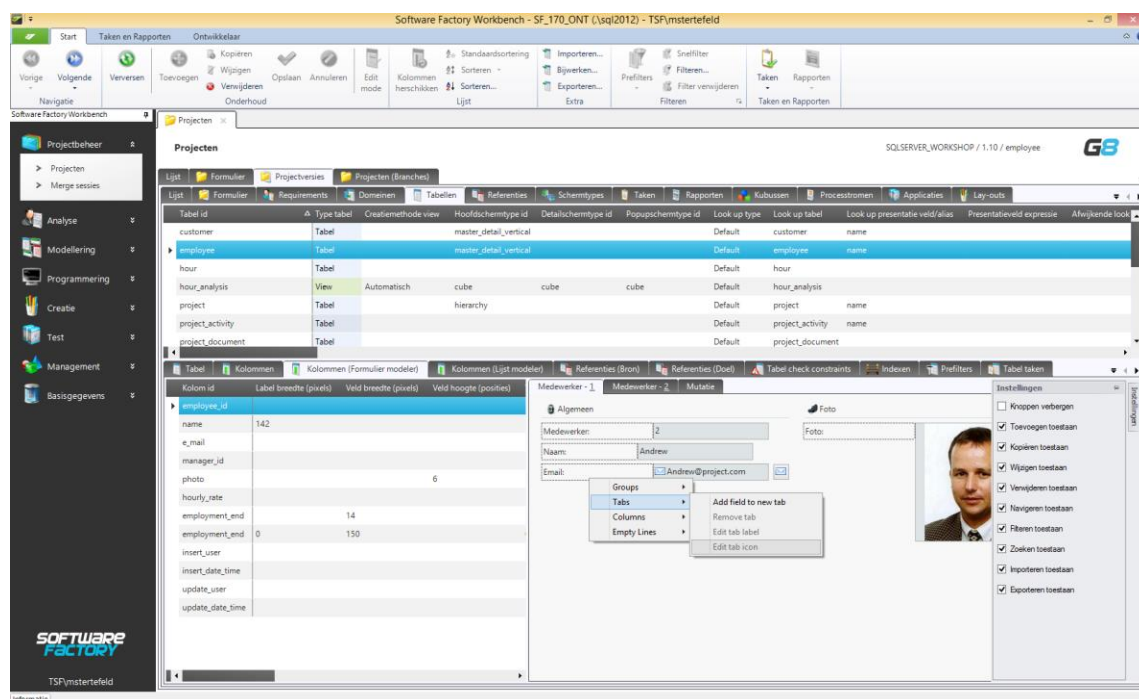 Software Factory Workbench - SF_170_ONT (.\sql2012) - TSF\mstertefeld
Start Taken en Rapporten Ontwikkelaar
Vorige Volgende Verversen
Navigatie
Toevoegen Kopiëren Wijzigen Verwijderen Opslaan Annuleren
Onderhoud
Edit mode Kolommen herschikken Standaardsortering Sorteren Sorteren...
Lijst
Importeren... Bijwerken... Exporteren...
Extra
Prefilters Snelfilter Filteren... Filter verwijderen
Filteren
Taken Rapporten
Taken en Rapporten
Software Factory Workbench
Projectbeheer
> Projecten
> Merge sessies
Analyse
Modellering
Programmering
Creatie
Test
Management
Basisgegevens
SOFTWARE
FACTORY
TSF\mstertefeld
Informatie
Projecten
Projecten
SQLSERVER_WORKSHOP / 1.10 / employee
G8
Lijst Formulier Projectversies Projecten (Branches)
Lijst Formulier Requirements Domeinen Tabellen Referenties Schermtypes Taken Rapporten Kubussen Processtromen Applicaties Lay-outs
Tabel id Type tabel Creatiemethode view Hoofdschermtype id Detailschermtype id Popupschermtype id Look up type Look up tabel Look up presentatie veld/alias Presentatieveld expressie Afwijkende look
customer Tabel master_detail_vertical Default customer name
employee Tabel master_detail_vertical Default employee name
hour Tabel Default hour
hour_analysis View Automatisch cube cube cube Default hour_analysis
project Tabel hierarchy Default project name
project_activity Tabel Default project_activity name
project_document Tabel Default project_document
Tabel Kolommen Kolommen (Formulier modeler) Kolommen (Lijst modeler) Referenties (Bron) Referenties (Doel) Tabel check constraints Indexen Prefilters Tabel taken
Kolom id Label breedte (pixels) Veld breedte (pixels) Veld hoogte (posities)
employee_id
name 142
e_mail
manager_id
photo 6
hourly_rate
employment_end 14
employment_end 0 150
insert_user
insert_date_time
update_user
update_date_time
Medewerker - 1 Medewerker - 2 Mutatie
Algemeen Foto
Medewerker: 2 Foto:
Naam: Andrew
Email: Andrew@project.com
Groups
Tabs
Columns
Empty Lines
Add field to new tab
Remove tab
Edit tab label
Edit tab icon
Instellingen
Knoppen verbergen
Toevoegen toestaan
Kopiëren toestaan
Wijzigen toestaan
Verwijderen toestaan
Navigeren toestaan
Filteren toestaan
Zoeken toestaan
Importeren toestaan
Exporteren toestaan
Instellingen